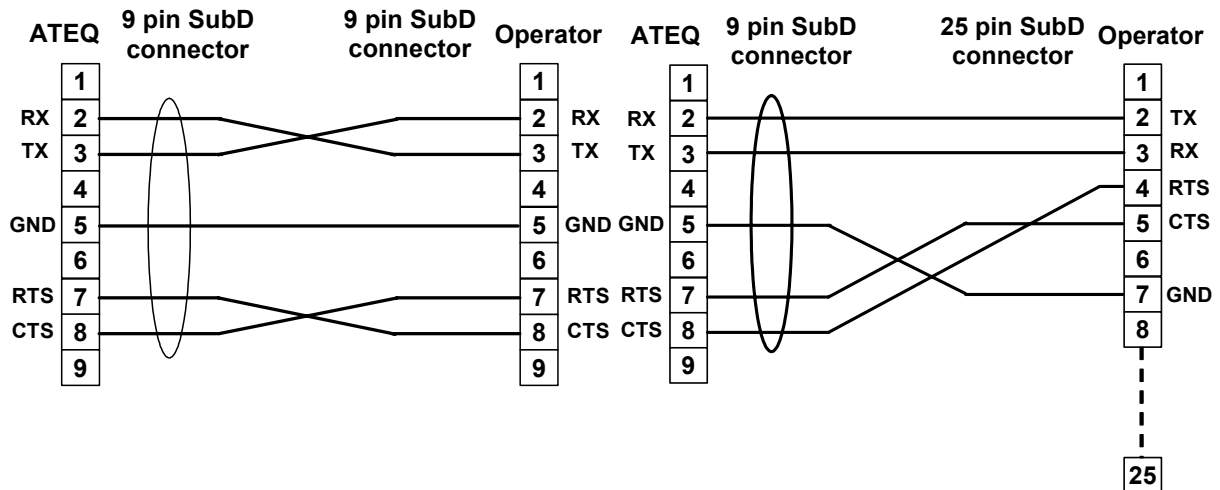 9 pin SubD connector
9 pin SubD connector
ATEQ
Operator
1 1
RX 2 2 RX
TX 3 3 TX
4 4
GND 5 5 GND
6 6
RTS 7 7 RTS
CTS 8 8 CTS
9 9
9 pin SubD connector
25 pin SubD connector
ATEQ
Operator
1 1
RX 2 2 TX
TX 3 3 RX
4 4 RTS
GND 5 5 CTS
6 6
RTS 7 7 GND
CTS 8 8
9
25